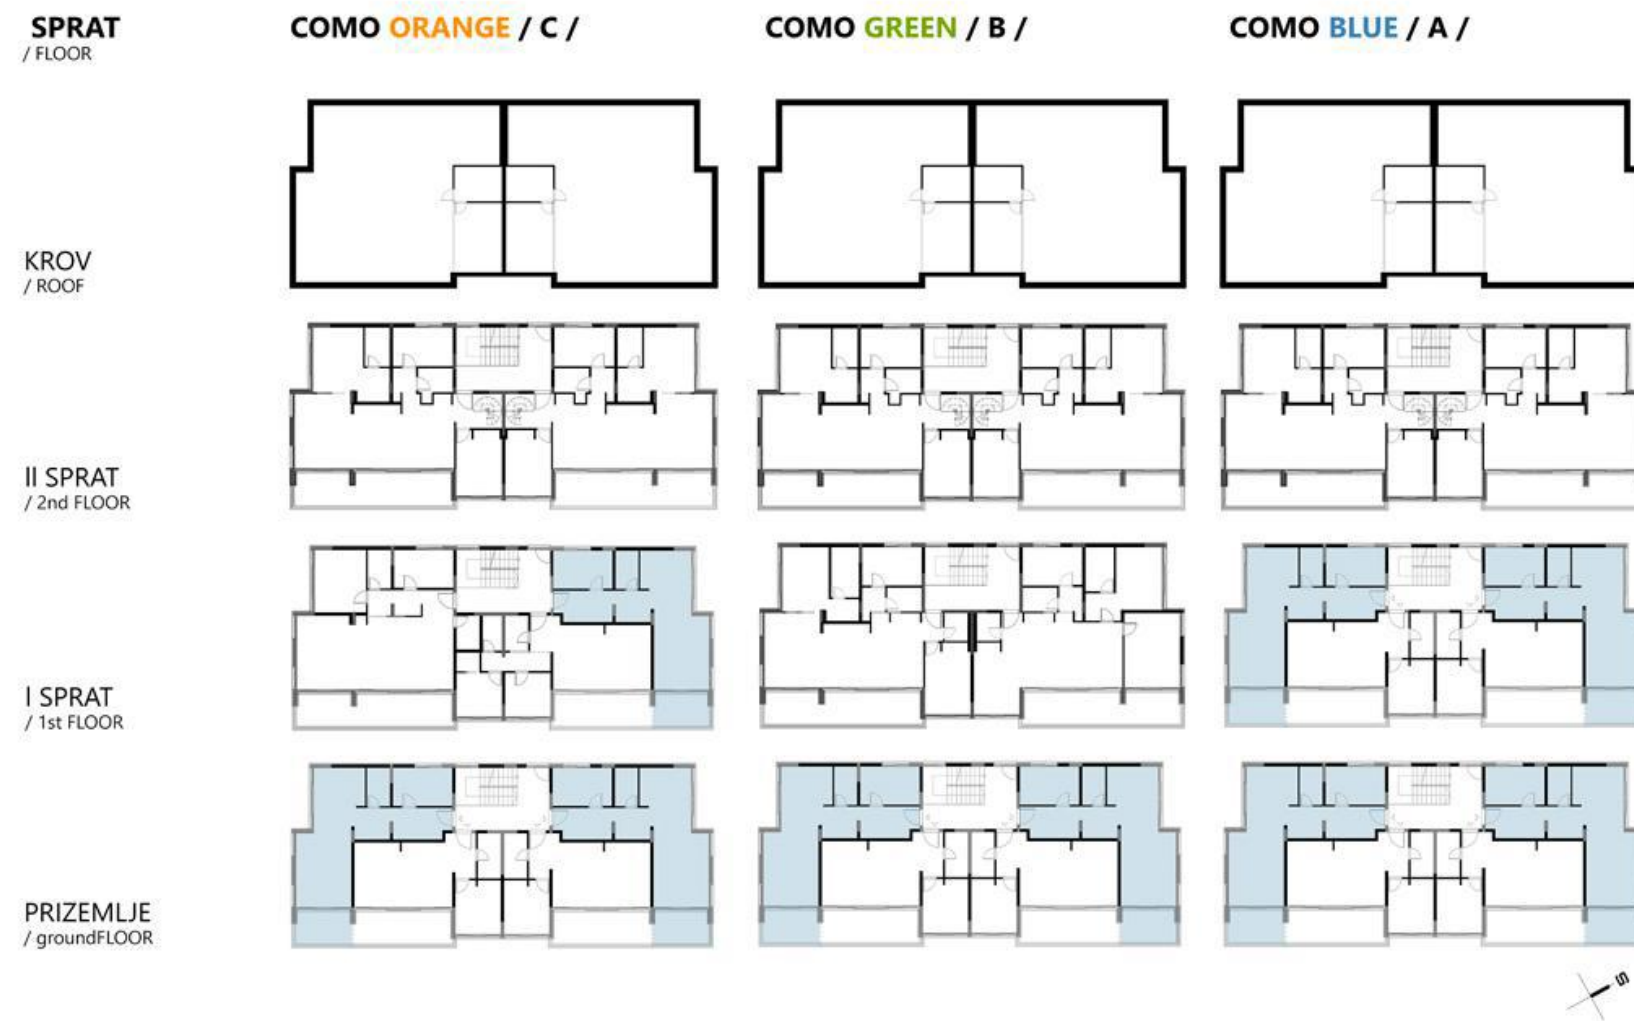 SPRAT
/ FLOOR
COMO ORANGE / C /
COMO GREEN / B /
COMO BLUE / A /
KROV
/ ROOF
II SPRAT
/ 2nd FLOOR
I SPRAT
/ 1st FLOOR
PRIZEMLJE
/ groundFLOOR
S